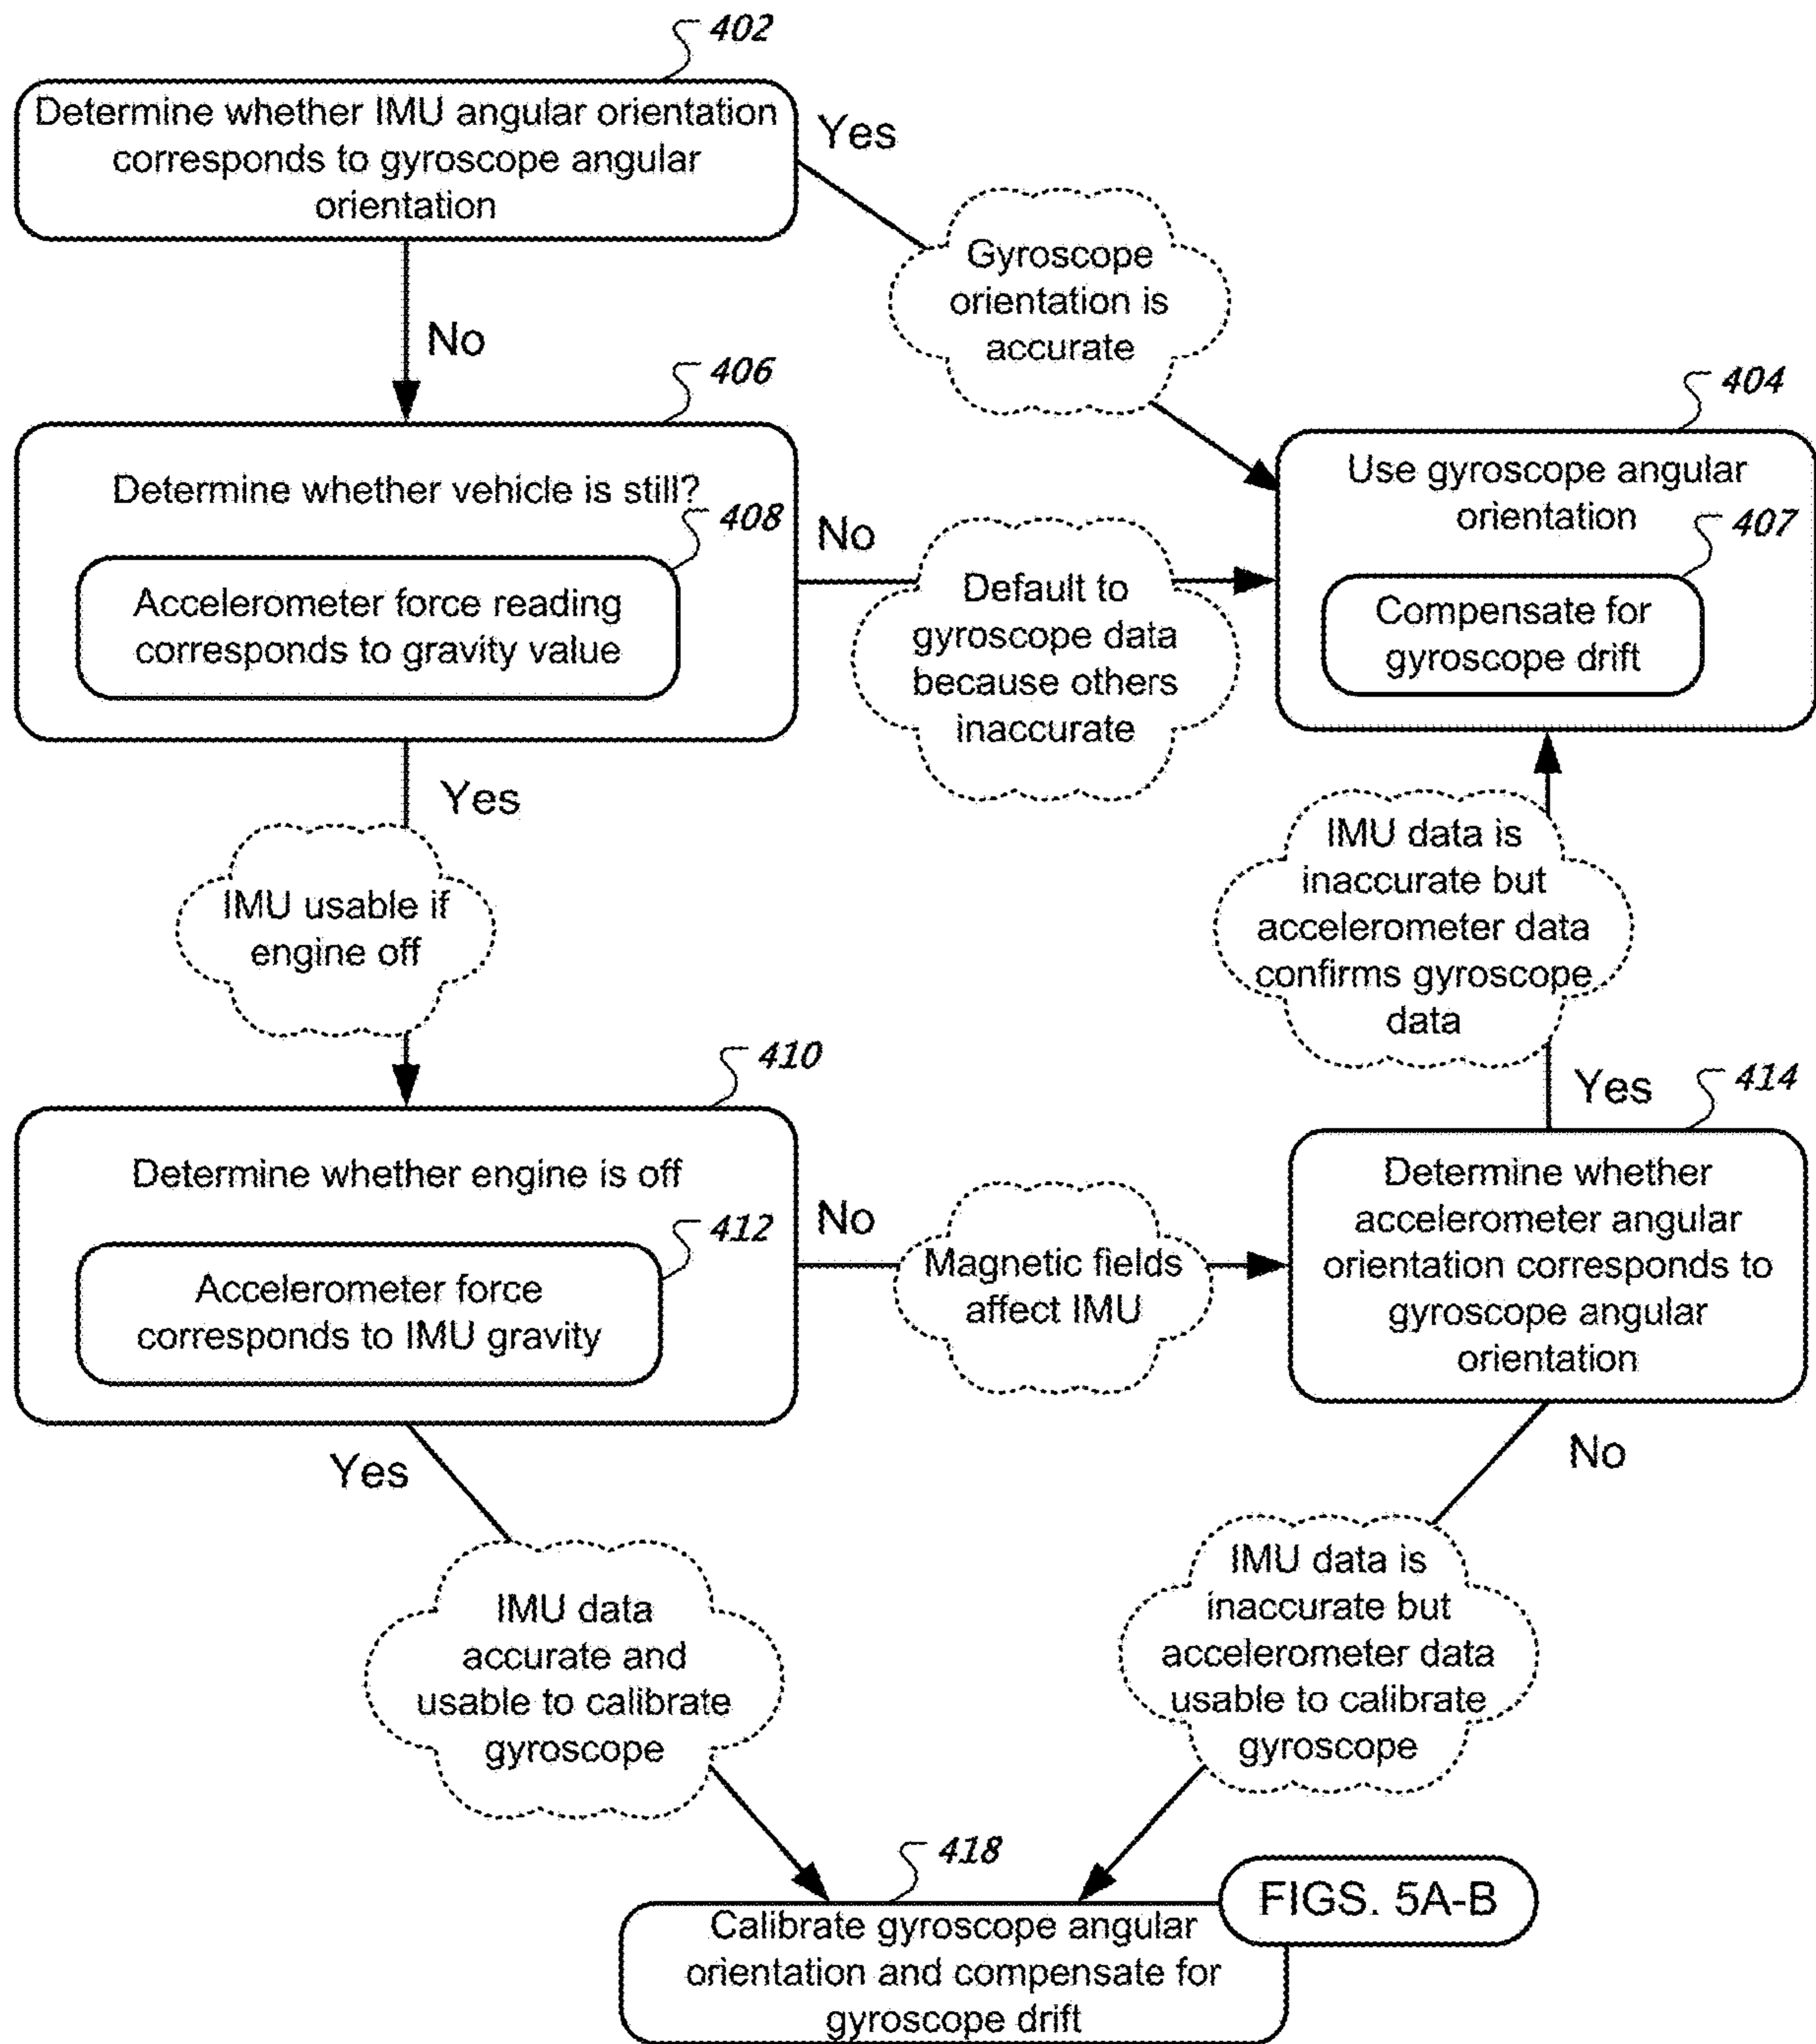 402
Determine whether IMU angular orientation
corresponds to gyroscope angular
orientation
Yes
Gyroscope
orientation is
accurate
No
406
Determine whether vehicle is still?
408
Accelerometer force reading
corresponds to gravity value
No
Default to
gyroscope data
because others
inaccurate
404
Use gyroscope angular
orientation
407
Compensate for
gyroscope drift
Yes
IMU usable if
engine off
IMU data is
inaccurate but
accelerometer data
confirms gyroscope
data
Yes
410
Determine whether engine is off
412
Accelerometer force
corresponds to IMU gravity
No
Magnetic fields
affect IMU
414
Determine whether
accelerometer angular
orientation corresponds to
gyroscope angular
orientation
Yes
IMU data
accurate and
usable to calibrate
gyroscope
No
IMU data is
inaccurate but
accelerometer data
usable to calibrate
gyroscope
418
FIGS. 5A-B
Calibrate gyroscope angular
orientation and compensate for
gyroscope drift